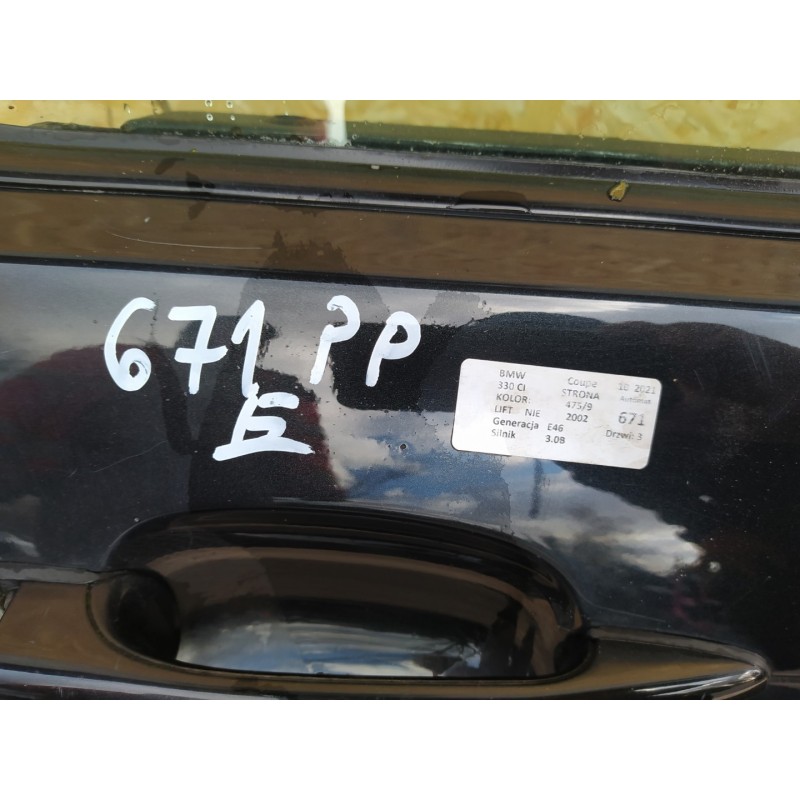 671 PP
5
BMW Coupe 10 2021
330 CI STRONA
KOLOR: 475/9 671
LIFT NIE 2002 Drzwi: 3
Generacja E46
Silnik 3.0B